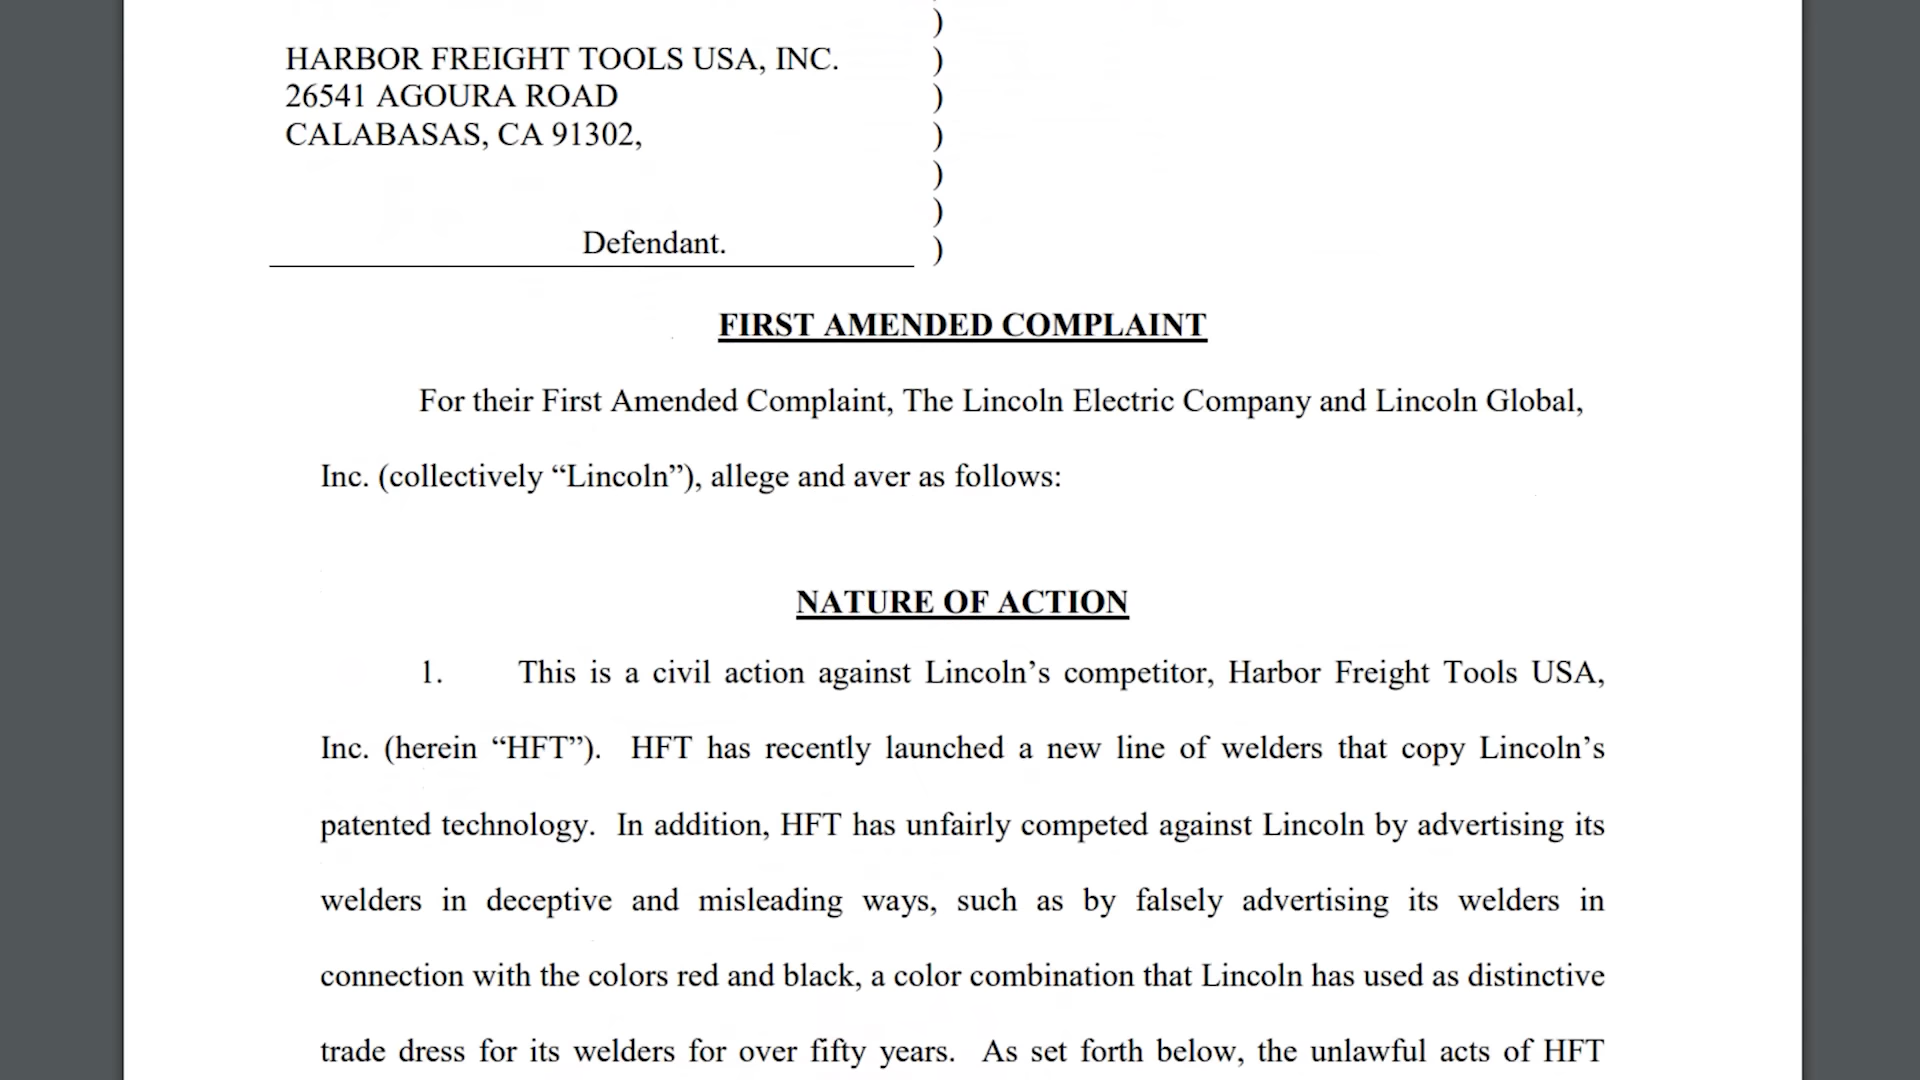 )
HARBOR FREIGHT TOOLS USA, INC. )
26541 AGOURA ROAD )
CALABASAS, CA 91302, )
)
)
Defendant. )
FIRST AMENDED COMPLAINT
For their First Amended Complaint, The Lincoln Electric Company and Lincoln Global,
Inc. (collectively “Lincoln”), allege and aver as follows:
NATURE OF ACTION
1. This is a civil action against Lincoln’s competitor, Harbor Freight Tools USA,
Inc. (herein “HFT”). HFT has recently launched a new line of welders that copy Lincoln’s
patented technology. In addition, HFT has unfairly competed against Lincoln by advertising its
welders in deceptive and misleading ways, such as by falsely advertising its welders in
connection with the colors red and black, a color combination that Lincoln has used as distinctive
trade dress for its welders for over fifty years. As set forth below, the unlawful acts of HFT